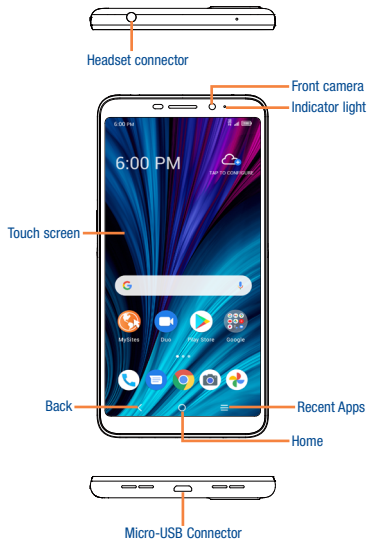 Headset connector
Front camera
Indicator light
6:00 PM
6:00 PM
TAP TO CONFIGURE
Touch screen
G
MySites Duo Play Store Google
Back
Recent Apps
Home
Micro-USB Connector